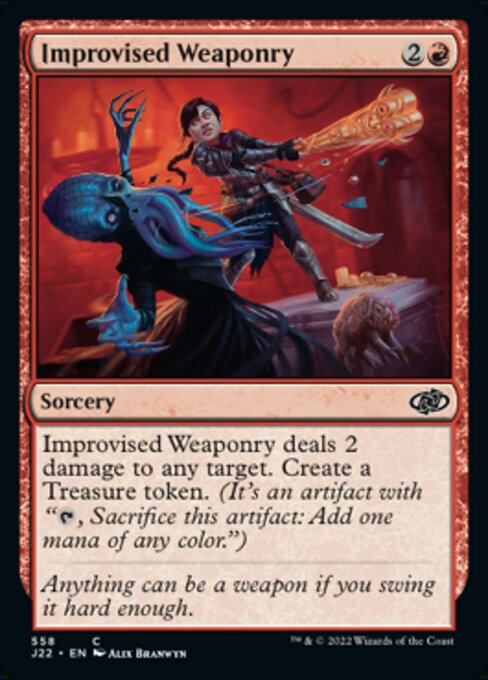 Improvised Weaponry 2
Sorcery
Improvised Weaponry deals 2
damage to any target. Create a
Treasure token. (It's an artifact with
“, Sacrifice this artifact: Add one
mana of any color.”)
Anything can be a weapon if you swing
it hard enough.
558 C
J22 • EN Alix Branwyn
™ & © 2022 Wizards of the Coast